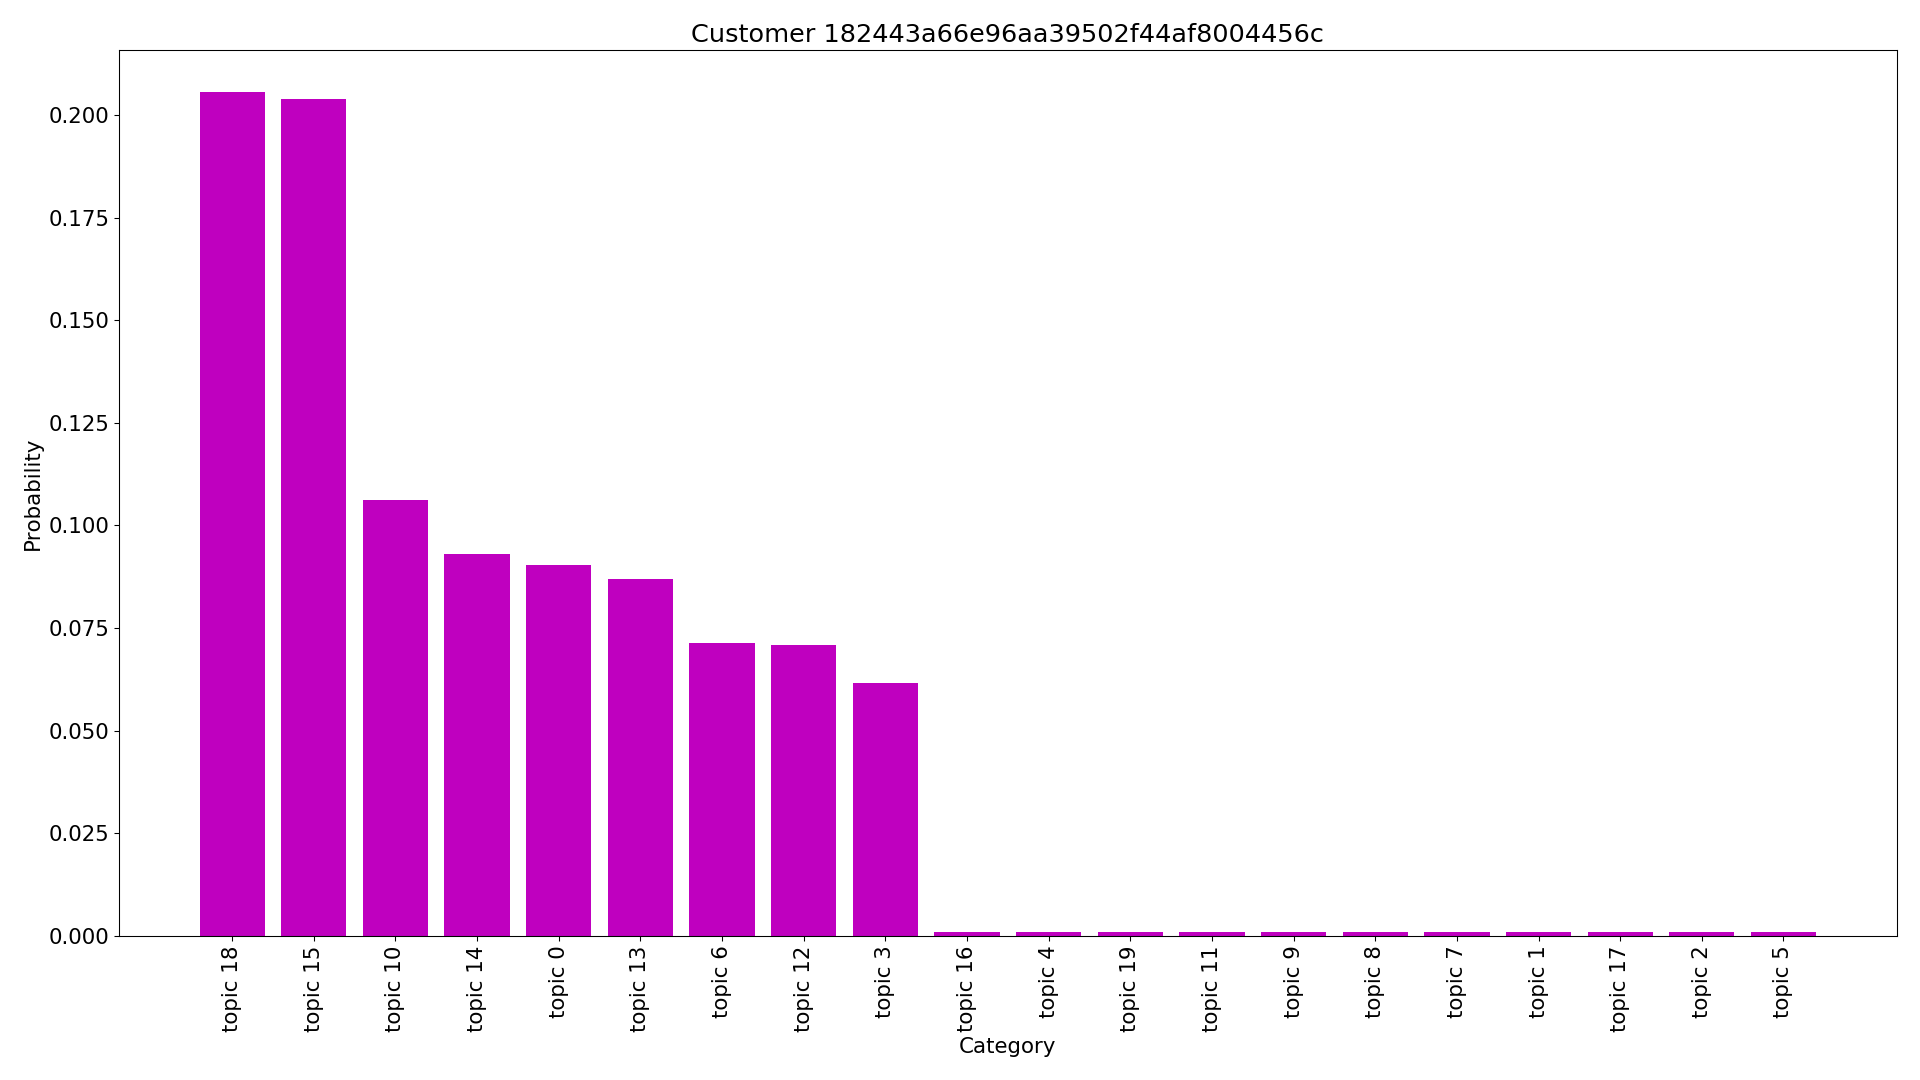 Customer 182443a66e96aa39502f44af8004456c
Probability
0.200
0.175
0.150
0.125
0.100
0.075
0.050
0.025
0.000
topic 18
topic 15
topic 10
topic 14
topic 0
topic 13
topic 6
topic 12
topic 3
topic 16
topic 4
topic 19
topic 11
topic 9
topic 8
topic 7
topic 1
topic 17
topic 2
topic 5
Category